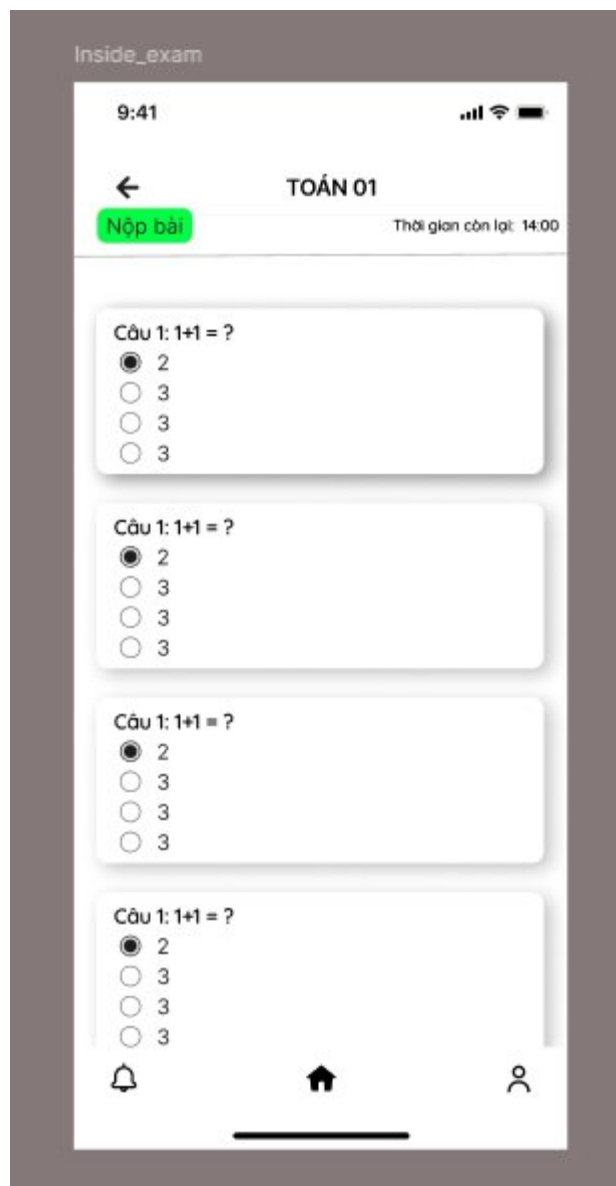 Inside_exam
9:41
TOÁN 01
Nộp bài
Thời gian còn lại: 14:00
Câu 1: 1+1 = ?
2
3
3
3
Câu 1: 1+1 = ?
2
3
3
3
Câu 1: 1+1 = ?
2
3
3
3
Câu 1: 1+1 = ?
2
3
3
3